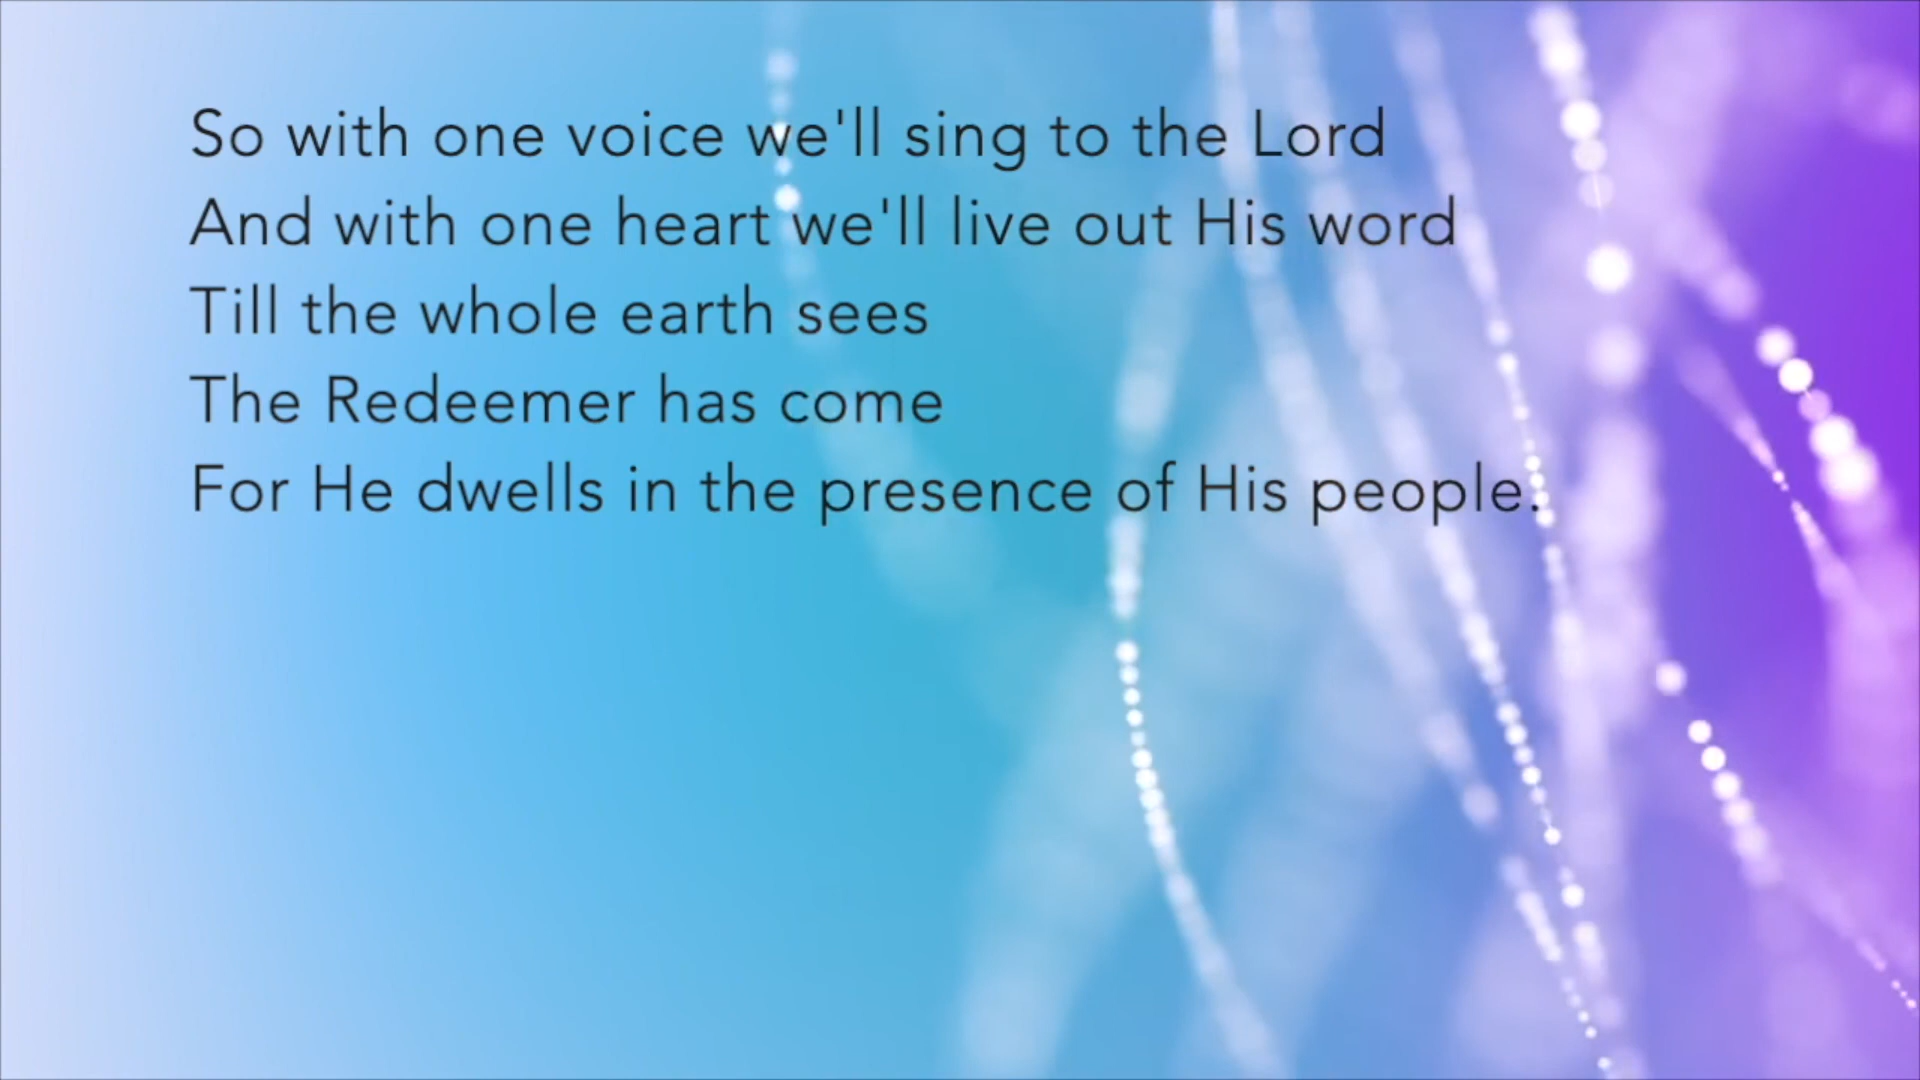 So with one voice we'll sing to the Lord
And with one heart we'll live out His word
Till the whole earth sees
The Redeemer has come
For He dwells in the presence of His people.